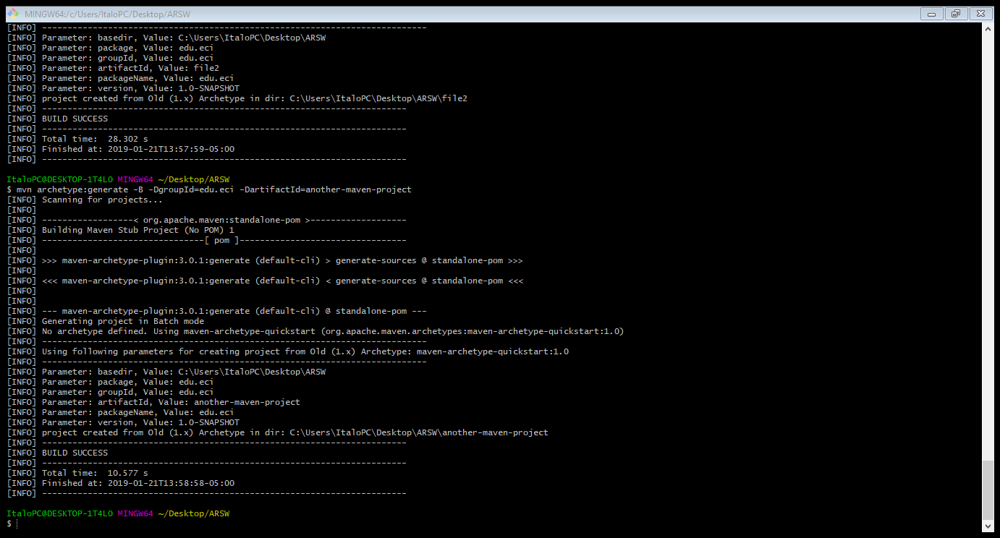 MINGW64:/c/Users/ItaloPC/Desktop/ARSW
[INFO] ----------------------------------------------------------------------------
[INFO] Parameter: basedir, Value: C:\Users\ItaloPC\Desktop\ARSW
[INFO] Parameter: package, Value: edu.eci
[INFO] Parameter: groupId, Value: edu.eci
[INFO] Parameter: artifactId, Value: file2
[INFO] Parameter: packageName, Value: edu.eci
[INFO] Parameter: version, Value: 1.0-SNAPSHOT
[INFO] project created from Old (1.x) Archetype in dir: C:\Users\ItaloPC\Desktop\ARSW\file2
[INFO] ------------------------------------------------------------------------
[INFO] BUILD SUCCESS
[INFO] ------------------------------------------------------------------------
[INFO] Total time:  28.302 s
[INFO] Finished at: 2019-01-21T13:57:59-05:00
[INFO] ------------------------------------------------------------------------
ItaloPC@DESKTOP-1T4LO MINGW64 ~/Desktop/ARSW
$ mvn archetype:generate -B -DgroupId=edu.eci -DartifactId=another-maven-project
[INFO] Scanning for projects...
[INFO]
[INFO] ------------------< org.apache.maven:standalone-pom >-------------------
[INFO] Building Maven Stub Project (No POM) 1
[INFO] --------------------------------[ pom ]---------------------------------
[INFO]
[INFO] >>> maven-archetype-plugin:3.0.1:generate (default-cli) > generate-sources @ standalone-pom >>>
[INFO]
[INFO] <<< maven-archetype-plugin:3.0.1:generate (default-cli) < generate-sources @ standalone-pom <<<
[INFO]
[INFO]
[INFO] --- maven-archetype-plugin:3.0.1:generate (default-cli) @ standalone-pom ---
[INFO] Generating project in Batch mode
[INFO] No archetype defined. Using maven-archetype-quickstart (org.apache.maven.archetypes:maven-archetype-quickstart:1.0)
[INFO] ----------------------------------------------------------------------------
[INFO] Using following parameters for creating project from Old (1.x) Archetype: maven-archetype-quickstart:1.0
[INFO] ----------------------------------------------------------------------------
[INFO] Parameter: basedir, Value: C:\Users\ItaloPC\Desktop\ARSW
[INFO] Parameter: package, Value: edu.eci
[INFO] Parameter: groupId, Value: edu.eci
[INFO] Parameter: artifactId, Value: another-maven-project
[INFO] Parameter: packageName, Value: edu.eci
[INFO] Parameter: version, Value: 1.0-SNAPSHOT
[INFO] project created from Old (1.x) Archetype in dir: C:\Users\ItaloPC\Desktop\ARSW\another-maven-project
[INFO] ------------------------------------------------------------------------
[INFO] BUILD SUCCESS
[INFO] ------------------------------------------------------------------------
[INFO] Total time:  10.577 s
[INFO] Finished at: 2019-01-21T13:58:58-05:00
[INFO] ------------------------------------------------------------------------
ItaloPC@DESKTOP-1T4LO MINGW64 ~/Desktop/ARSW
$